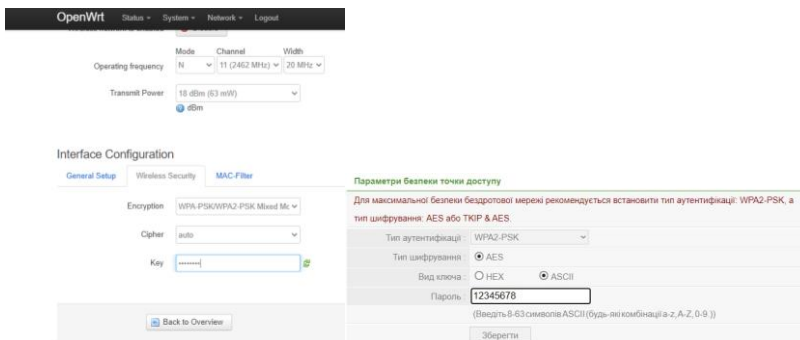 OpenWrt Status System Network Logout
Mode Channel Width
Operating frequency N 11 (2462 MHz) 20 MHz
Transmit Power 18 dBm (63 mW)
dBm
Interface Configuration
General Setup Wireless Security MAC-Filter
Encryption WPA-PSK/WPA2-PSK Mixed Mc
Cipher auto
Key ••••••••
Back to Overview
Параметри безпеки точки доступу
Для максимальної безпеки бездротової мережі рекомендується встановити тип аутентифікації: WPA2-PSK, а
тип шифрування: AES або TKIP & AES.
Тип аутентифікації : WPA2-PSK
Тип шифрування : AES
Вид ключа : HEX ASCII
Пароль : 12345678
(Введіть 8-63 символів ASCII (будь-які комбінації a-z, A-Z, 0-9 ))
Зберегти